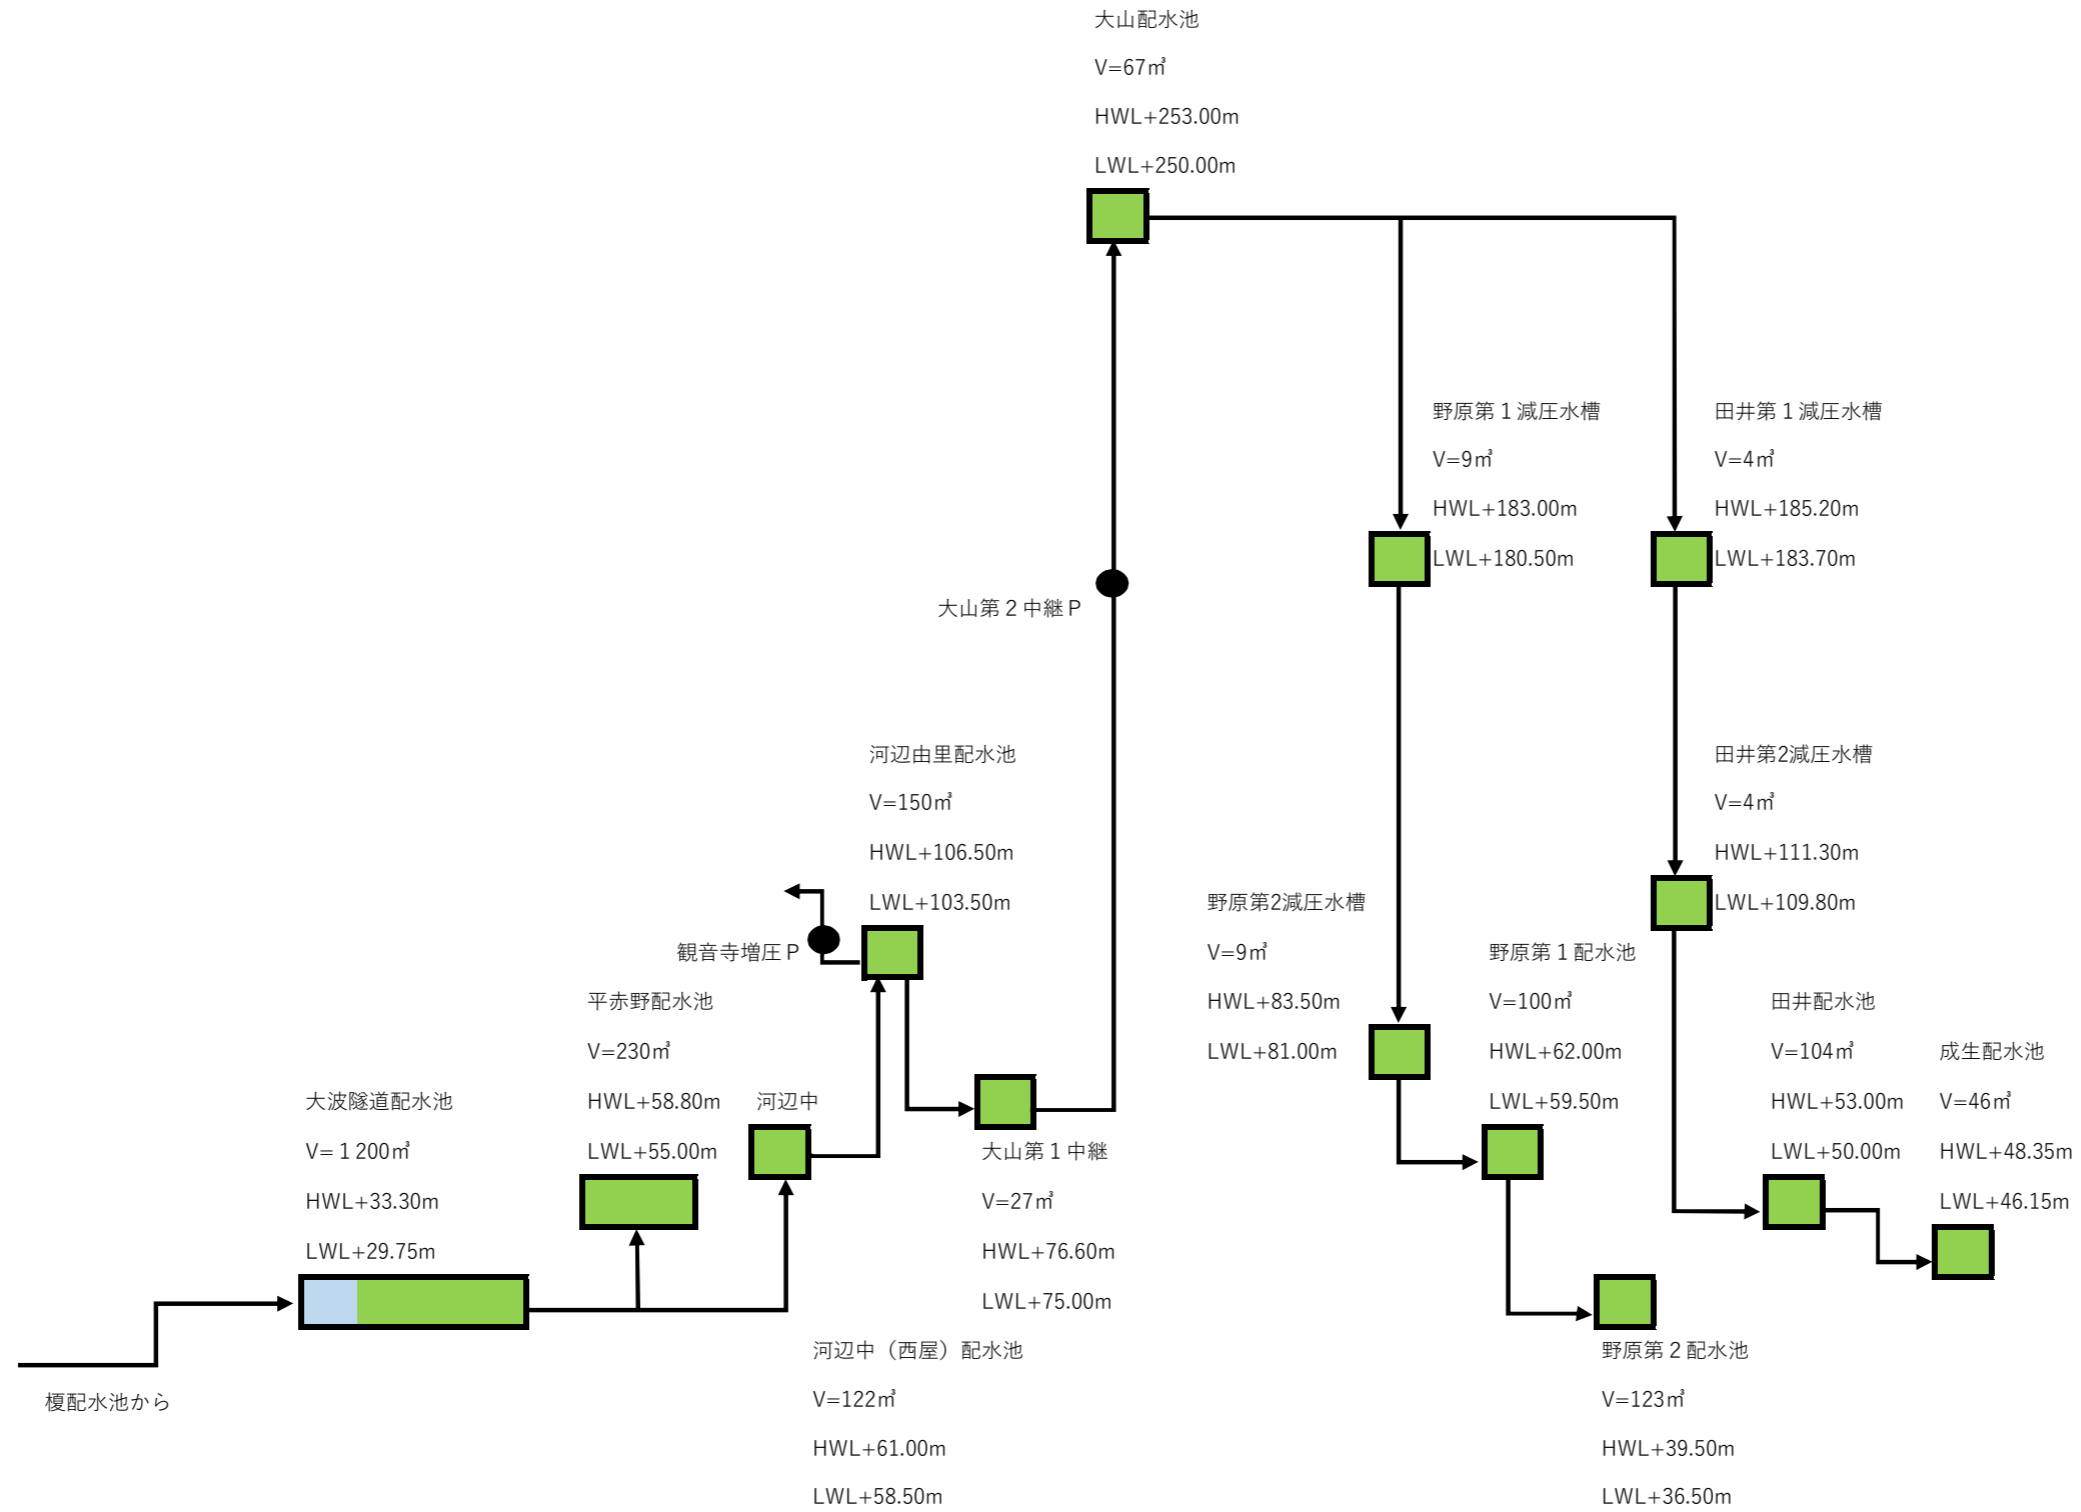 大山配水池
V=67㎥
HWL+253.00m
LWL+250.00m
野原第１減圧水槽
V=9㎥
HWL+183.00m
LWL+180.50m
田井第１減圧水槽
V=4㎥
HWL+185.20m
LWL+183.70m
大山第２中継Ｐ
河辺由里配水池
V=150㎥
HWL+106.50m
LWL+103.50m
田井第2減圧水槽
V=4㎥
HWL+111.30m
LWL+109.80m
観音寺増圧Ｐ
野原第2減圧水槽
V=9㎥
HWL+83.50m
LWL+81.00m
野原第１配水池
V=100㎥
HWL+62.00m
LWL+59.50m
平赤野配水池
V=230㎥
HWL+58.80m
LWL+55.00m
田井配水池
V=104㎥
HWL+53.00m
LWL+50.00m
成生配水池
V=46㎥
HWL+48.35m
LWL+46.15m
大波隧道配水池
V=１200㎥
HWL+33.30m
LWL+29.75m
河辺中
大山第１中継
V=27㎥
HWL+76.60m
LWL+75.00m
榎配水池から
河辺中（西屋）配水池
V=122㎥
HWL+61.00m
LWL+58.50m
野原第２配水池
V=123㎥
HWL+39.50m
LWL+36.50m